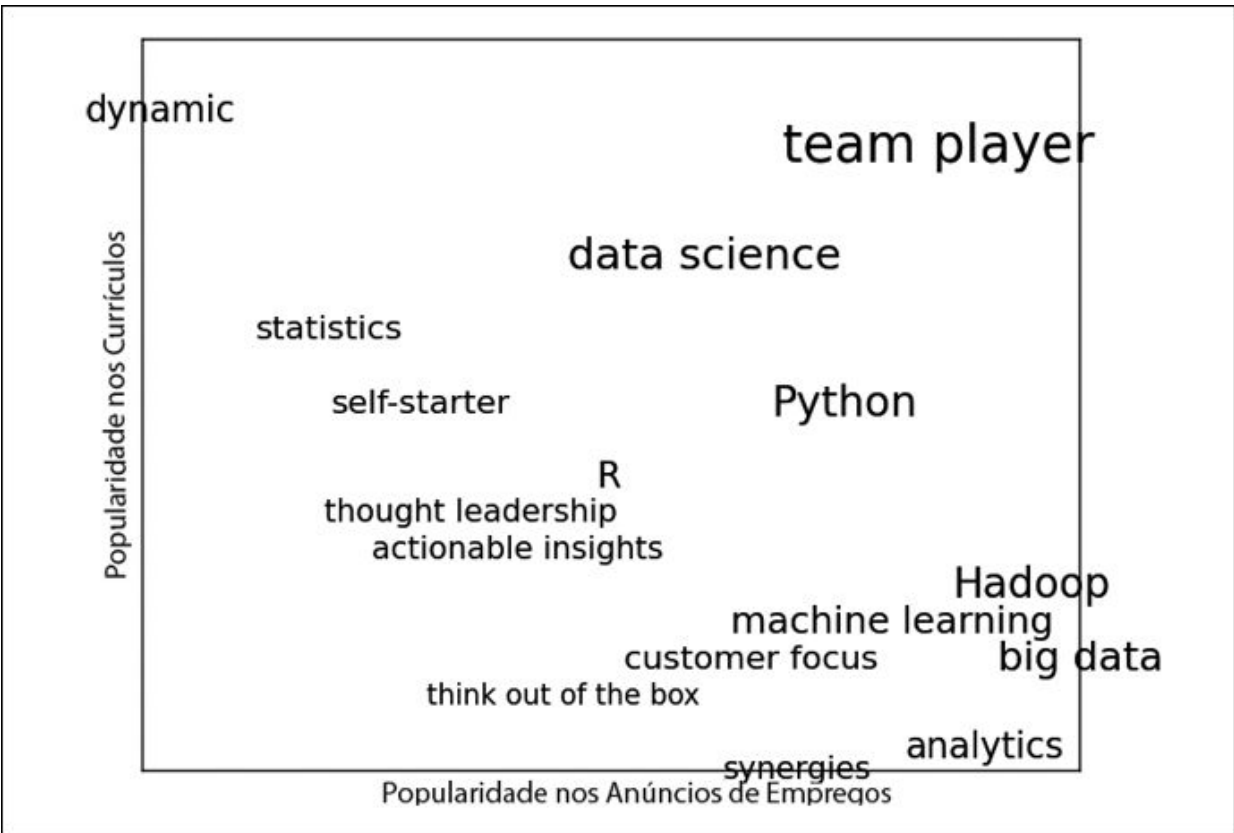 dynamic
team player
data science
statistics
Python
self-starter
R
thought leadership
actionable insights
Hadoop
machine learning
customer focus
big data
think out of the box
analytics
synergies
Popularidade nos Currículos
Popularidade nos Anúncios de Empregos